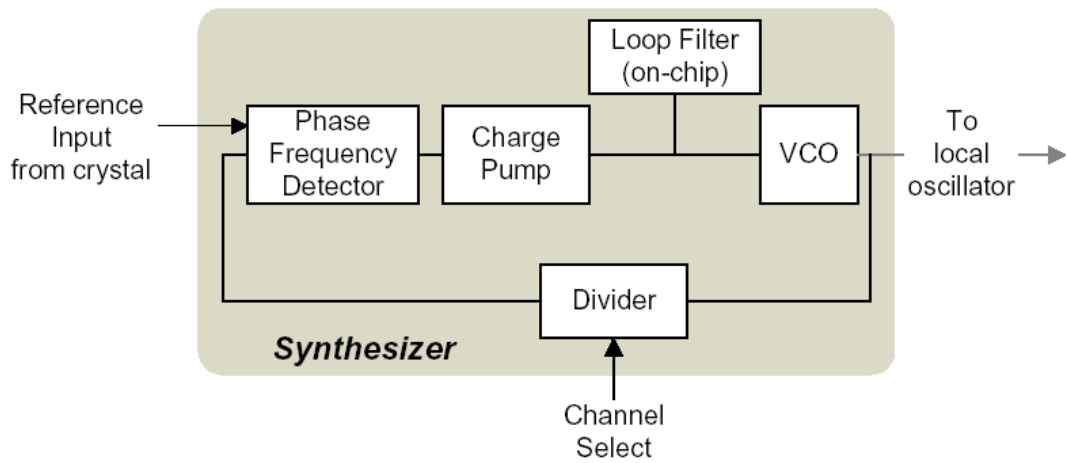 Loop Filter
(on-chip)
Reference
Input
from crystal
Phase
Frequency
Detector
Charge
Pump
VCO
To
local
oscillator
Divider
Synthesizer
Channel
Select